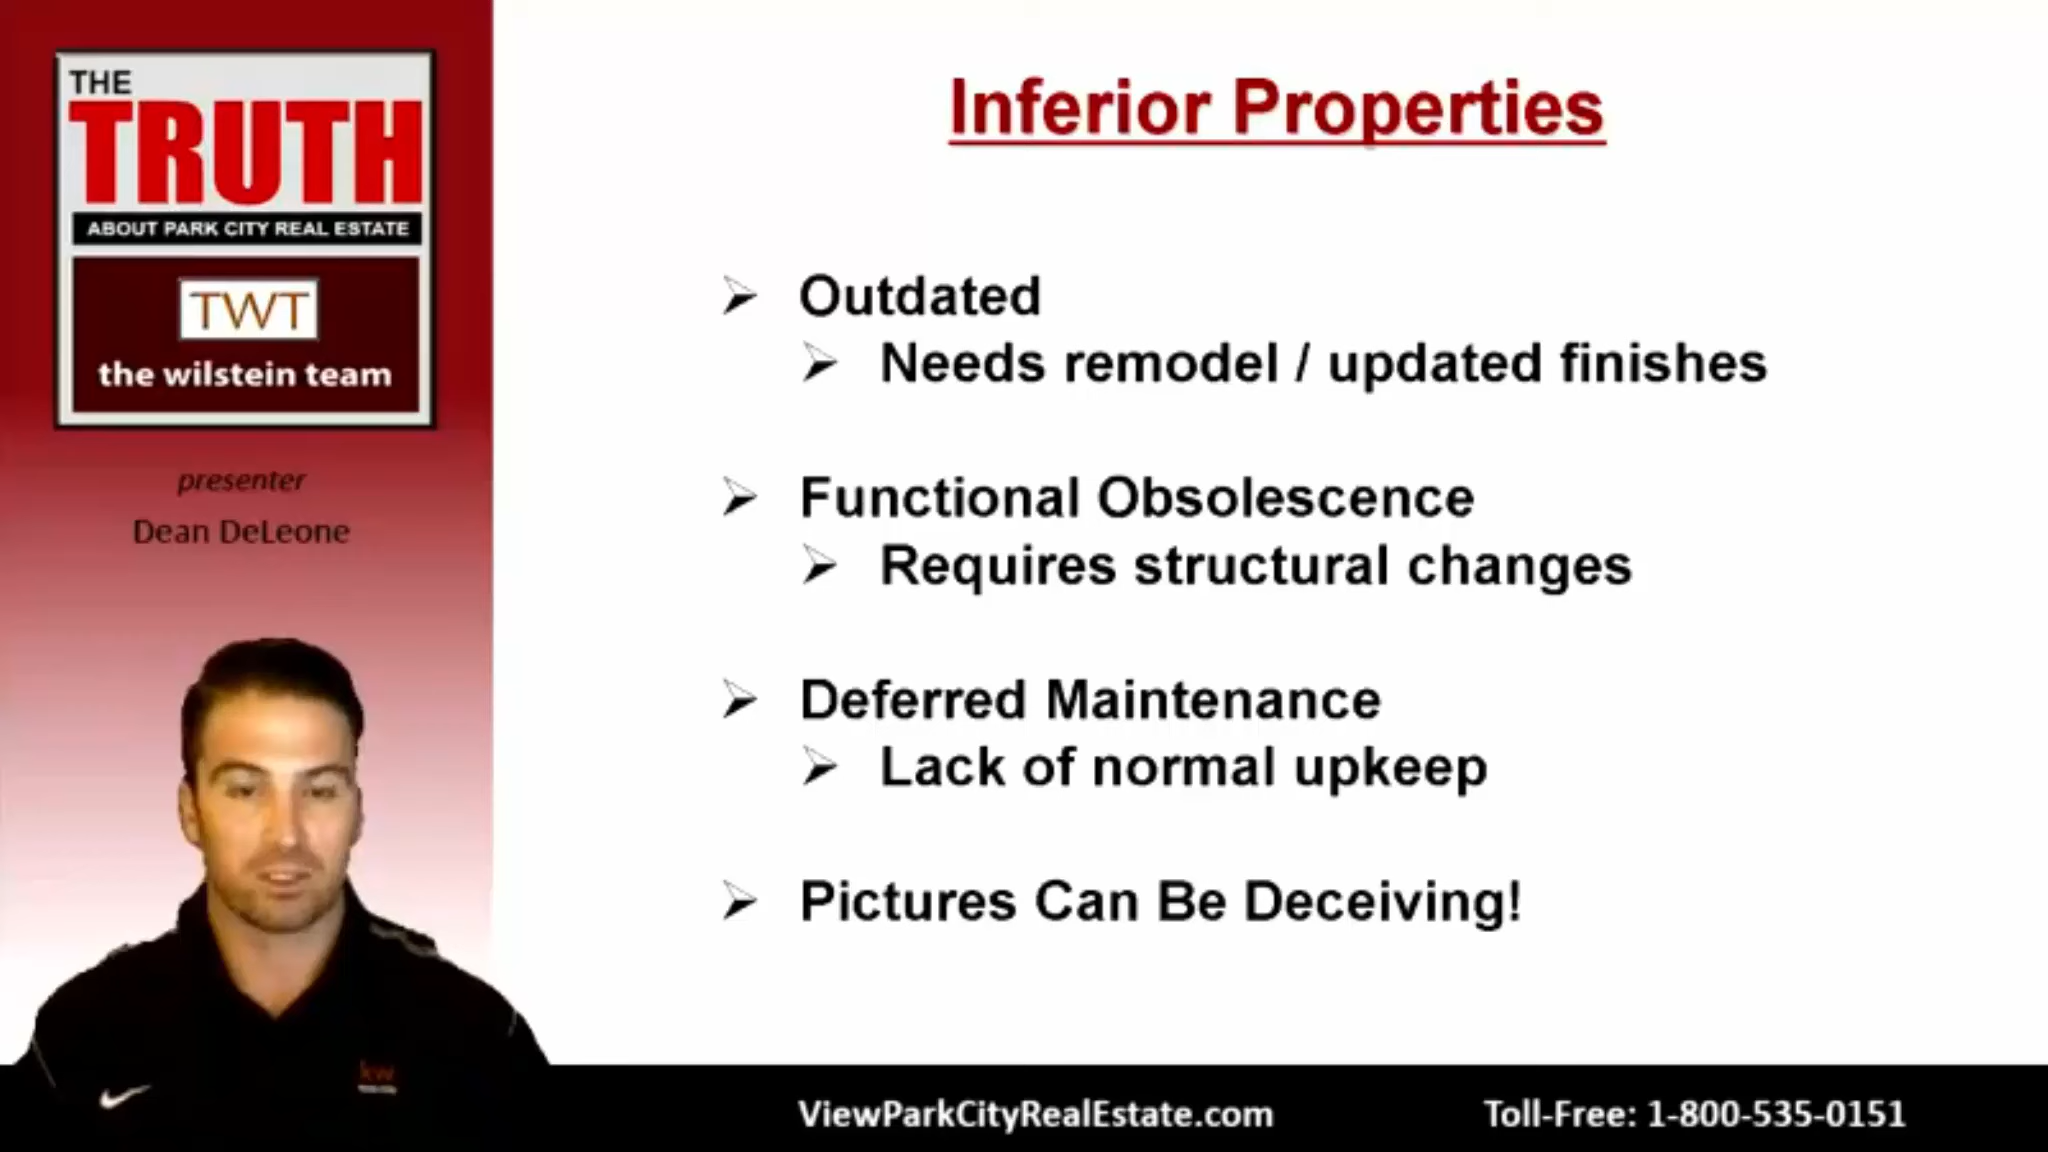 THE
TRUTH
ABOUT PARK CITY REAL ESTATE
TWT
the wilstein team
presenter
Dean DeLeone
Inferior Properties
Outdated
Needs remodel / updated finishes
Functional Obsolescence
Requires structural changes
Deferred Maintenance
Lack of normal upkeep
Pictures Can Be Deceiving!
kw
ViewParkCityRealEstate.com
Toll-Free: 1-800-535-0151